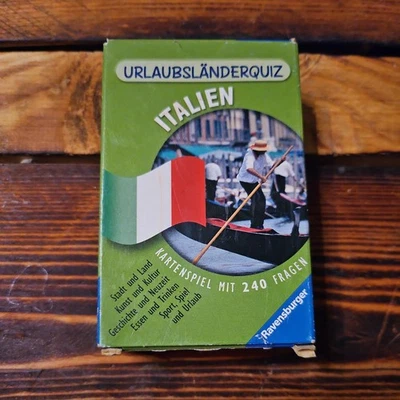 URLAUBSLÄNDERQUIZ
ITALIEN
KARTENSPIEL MIT 240 FRAGEN
Stadt und Land
Kunst und Kultur
Geschichte und Neuzeit
Essen und Trinken
Sport, Spiel
und Urlaub
Ravensburger